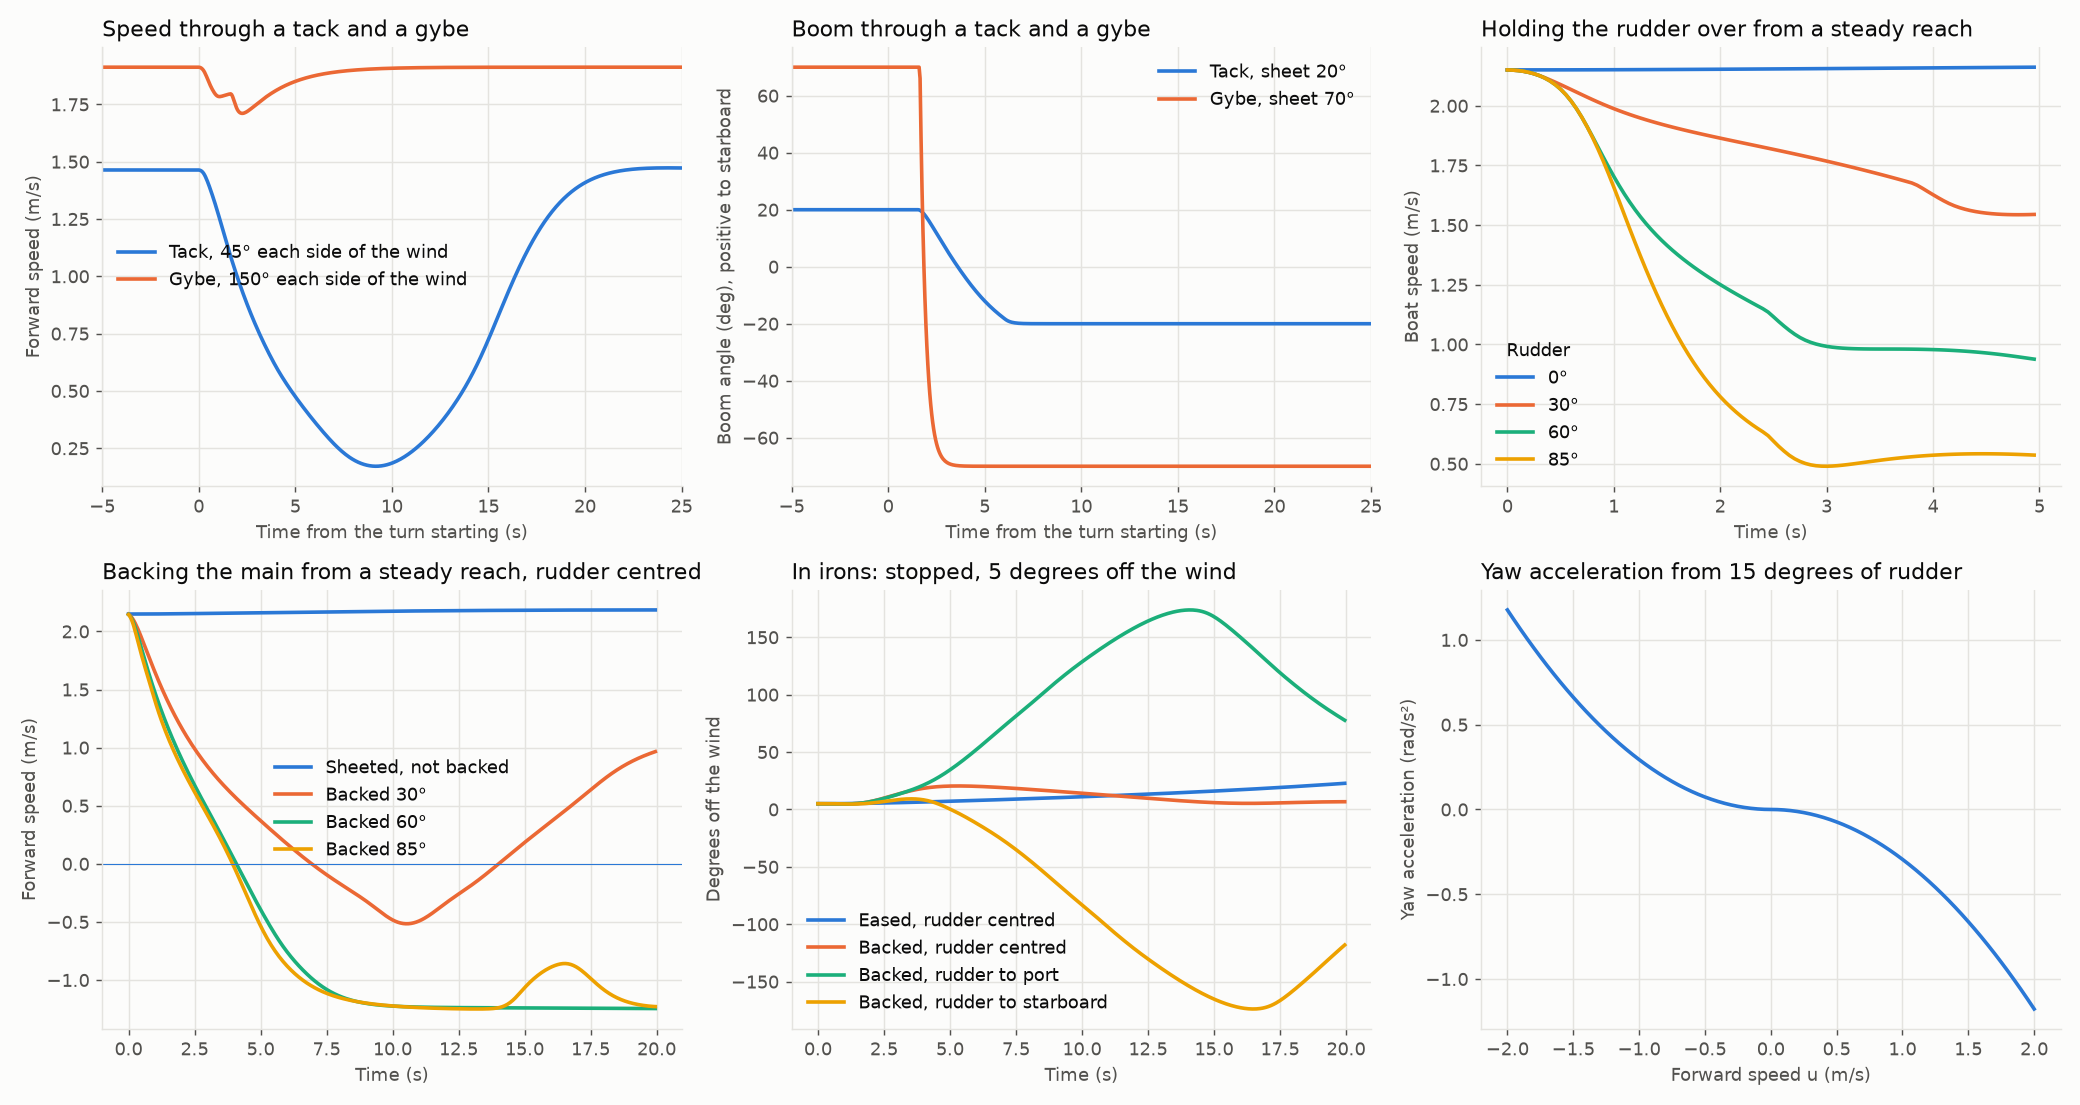 Speed through a tack and a gybe
Forward speed (m/s)
1.75
1.50
1.25
1.00
0.75
0.50
0.25
Tack, 45° each side of the wind
Gybe, 150° each side of the wind
−5 0 5 10 15 20 25
Time from the turn starting (s)
Boom through a tack and a gybe
Boom angle (deg), positive to starboard
60
40
20
0
−20
−40
−60
Tack, sheet 20°
Gybe, sheet 70°
−5 0 5 10 15 20 25
Time from the turn starting (s)
Holding the rudder over from a steady reach
Boat speed (m/s)
2.00
1.75
1.50
1.25
1.00
0.75
0.50
Rudder
0°
30°
60°
85°
0 1 2 3 4 5
Time (s)
Backing the main from a steady reach, rudder centred
Forward speed (m/s)
2.0
1.5
1.0
0.5
0.0
−0.5
−1.0
Sheeted, not backed
Backed 30°
Backed 60°
Backed 85°
0.0 2.5 5.0 7.5 10.0 12.5 15.0 17.5 20.0
Time (s)
In irons: stopped, 5 degrees off the wind
Degrees off the wind
150
100
50
0
−50
−100
−150
Eased, rudder centred
Backed, rudder centred
Backed, rudder to port
Backed, rudder to starboard
0.0 2.5 5.0 7.5 10.0 12.5 15.0 17.5 20.0
Time (s)
Yaw acceleration from 15 degrees of rudder
Yaw acceleration (rad/s²)
1.0
0.5
0.0
−0.5
−1.0
−2.0 −1.5 −1.0 −0.5 0.0 0.5 1.0 1.5 2.0
Forward speed u (m/s)